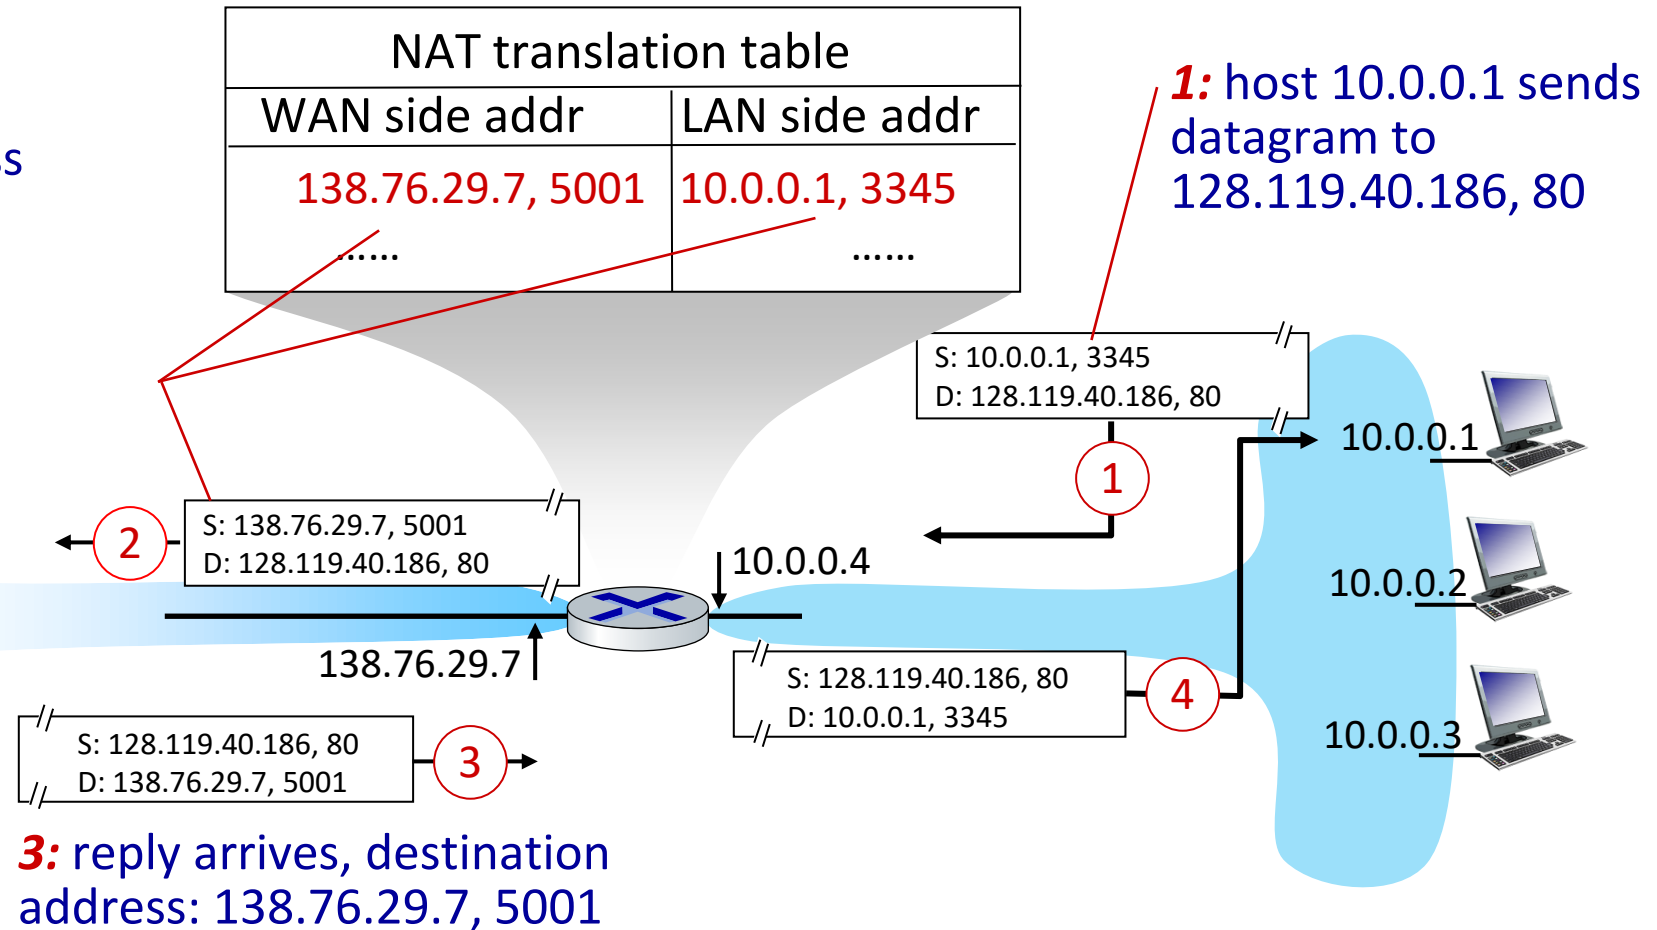 NAT translation table
WAN side addr LAN side addr
138.76.29.7, 5001 10.0.0.1, 3345
...... ......
1: host 10.0.0.1 sends
datagram to
128.119.40.186, 80
S: 10.0.0.1, 3345
D: 128.119.40.186, 80
1
10.0.0.1
2
S: 138.76.29.7, 5001
D: 128.119.40.186, 80
10.0.0.4
10.0.0.2
138.76.29.7
S: 128.119.40.186, 80
D: 10.0.0.1, 3345
4
10.0.0.3
S: 128.119.40.186, 80
D: 138.76.29.7, 5001
3
3: reply arrives, destination
address: 138.76.29.7, 5001